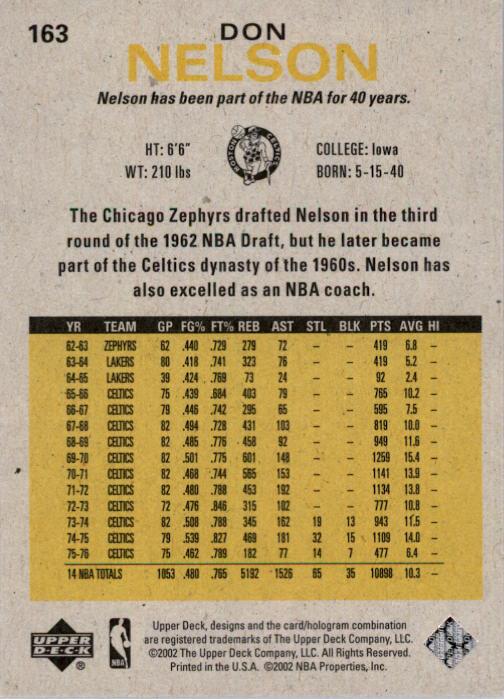 163
DON
NELSON
Nelson has been part of the NBA for 40 years.
HT: 6'6" COLLEGE: Iowa
WT: 210 lbs BORN: 5-15-40
BOSTON CELTICS
The Chicago Zephyrs drafted Nelson in the third
round of the 1962 NBA Draft, but he later became
part of the Celtics dynasty of the 1960s. Nelson has
also excelled as an NBA coach.
YR TEAM GP FG% FT% REB AST STL BLK PTS AVG HI
62-63 ZEPHYRS 62 .440 .729 279 72 – – 419 6.8 –
63-64 LAKERS 80 .418 .741 323 76 – – 419 5.2 –
64-65 LAKERS 39 .424 .769 73 24 – – 92 2.4 –
65-66 CELTICS 75 .439 .684 403 79 – – 765 10.2 –
66-67 CELTICS 79 .446 .742 295 65 – – 595 7.5 –
67-68 CELTICS 82 .494 .728 431 103 – – 819 10.0 –
68-69 CELTICS 82 .485 .776 458 92 – – 949 11.6 –
69-70 CELTICS 82 .501 .775 601 148 – – 1259 15.4 –
70-71 CELTICS 82 .468 .744 565 153 – – 1141 13.9 –
71-72 CELTICS 82 .480 .788 453 192 – – 1134 13.8 –
72-73 CELTICS 72 .476 .846 315 102 – – 777 10.8 –
73-74 CELTICS 82 .508 .788 345 162 19 13 943 11.5 –
74-75 CELTICS 79 .539 .827 469 181 32 15 1109 14.0 –
75-76 CELTICS 75 .462 .789 182 77 14 7 477 6.4 –
14 NBA TOTALS 1053 .480 .765 5192 1526 65 35 10898 10.3 –
Upper Deck, designs and the card/hologram combination
are registered trademarks of The Upper Deck Company, LLC.
©2002 The Upper Deck Company, LLC. All Rights Reserved.
Printed in the U.S.A. ©2002 NBA Properties, Inc.
UPPER
DECK
®
NBA